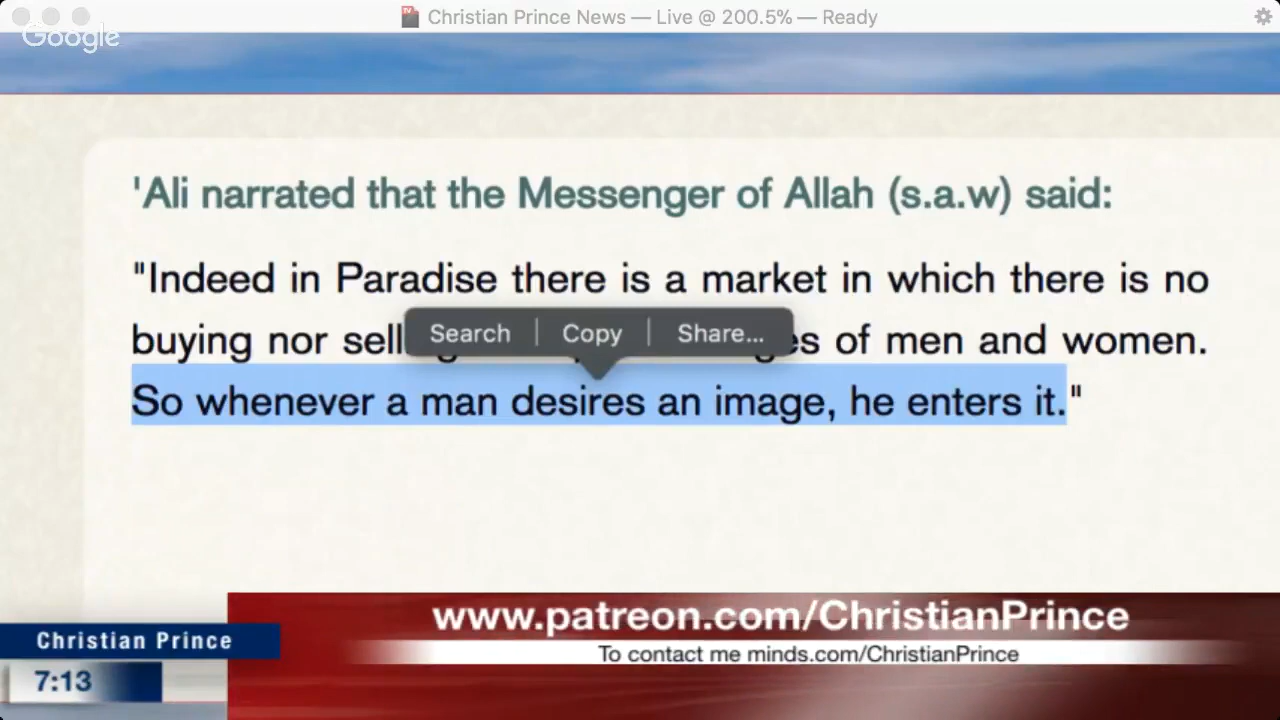 Christian Prince News — Live @ 200.5% — Ready
Google
'Ali narrated that the Messenger of Allah (s.a.w) said:
"Indeed in Paradise there is a market in which there is no
Search Copy Share...
buying nor sell of men and women.
So whenever a man desires an image, he enters it."
www.patreon.com/ChristianPrince
Christian Prince
To contact me minds.com/ChristianPrince
7:13